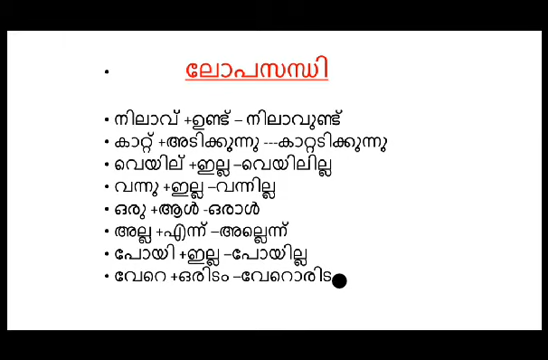 ലോപസന്ധി
• നിലാവ് +ഉണ്ട് – നിലാവുണ്ട്
• കാറ്റ് +അടിക്കുന്നു ---കാറ്റടിക്കുന്നു
• വെയില് +ഇല്ല –വെയിലില്ല
• വന്നു +ഇല്ല –വന്നില്ല
• ഒരു +ആൾ -ഒരാൾ
• അല്ല +എന്ന് –അല്ലെന്ന്
• പോയി +ഇല്ല –പോയില്ല
• വേറെ +ഒരിടം –വേറൊരിടം